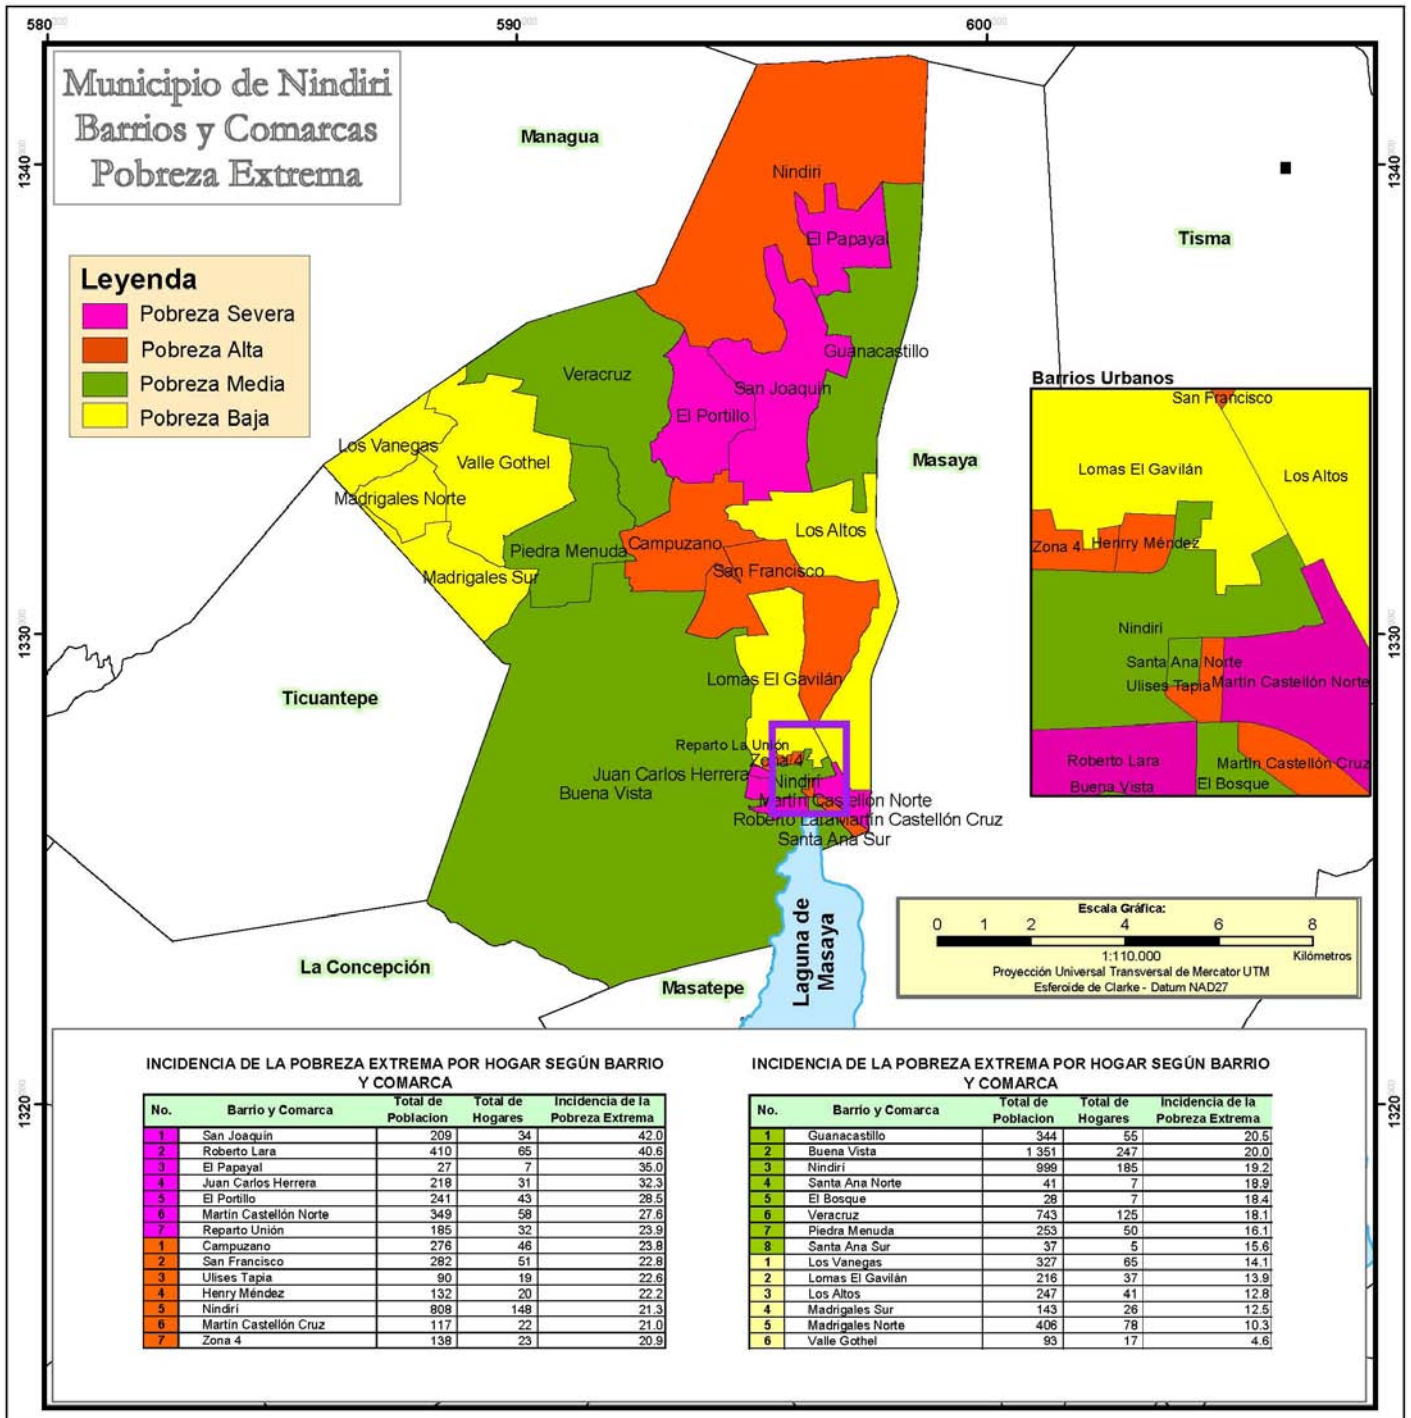 580000
590000
600000
Municipio de Nindiri
Barrios y Comarcas
Pobreza Extrema
Managua
Nindiri
El Papayal
Tisma
1340000
1340000
Leyenda
Pobreza Severa
Pobreza Alta
Pobreza Media
Pobreza Baja
Veracruz
Guanacastillo
San Joaquin
El Portillo
Los Vanegas
Valle Gothel
Madrigales Norte
Masaya
Los Altos
Piedra Menuda
Campuzano
San Francisco
Madrigales Sur
1330000
1330000
Ticuantepe
Lomas El Gavilán
Reparto La Unión
Zona 4
Juan Carlos Herrera
Nindirí
Buena Vista
Martín Castellón Norte
Roberto Lara
Martín Castellón Cruz
Santa Ana Sur
Laguna de
Masaya
La Concepción
Masatepe
Barrios Urbanos
San Francisco
Lomas El Gavilán
Los Altos
Zona 4
Henrry Méndez
Nindirí
Santa Ana Norte
Ulises Tapia
Martín Castellón Norte
Roberto Lara
Martín Castellón Cruz
Buena Vista
El Bosque
Escala Gráfica:
0 1 2 4 6 8
1:110.000 Kilómetros
Proyección Universal Transversal de Mercator UTM
Esferoide de Clarke - Datum NAD27
1320000
1320000
INCIDENCIA DE LA POBREZA EXTREMA POR HOGAR SEGÚN BARRIO
Y COMARCA
No. Barrio y Comarca Total de Poblacion Total de Hogares Incidencia de la Pobreza Extrema
1 San Joaquin 209 34 42.0
2 Roberto Lara 410 65 40.6
3 El Papayal 27 7 35.0
4 Juan Carlos Herrera 218 31 32.3
5 El Portillo 241 43 28.5
6 Martín Castellón Norte 349 58 27.6
7 Reparto Unión 185 32 23.9
1 Campuzano 276 46 23.8
2 San Francisco 282 51 22.8
3 Ulises Tapia 90 19 22.6
4 Henry Méndez 132 20 22.2
5 Nindirí 808 148 21.3
6 Martín Castellón Cruz 117 22 21.0
7 Zona 4 138 23 20.9
INCIDENCIA DE LA POBREZA EXTREMA POR HOGAR SEGÚN BARRIO
Y COMARCA
No. Barrio y Comarca Total de Poblacion Total de Hogares Incidencia de la Pobreza Extrema
1 Guanacastillo 344 55 20.5
2 Buena Vista 1 351 247 20.0
3 Nindirí 999 185 19.2
4 Santa Ana Norte 41 7 18.9
5 El Bosque 28 7 18.4
6 Veracruz 743 125 18.1
7 Piedra Menuda 253 50 16.1
8 Santa Ana Sur 37 5 15.6
1 Los Vanegas 327 65 14.1
2 Lomas El Gavilán 216 37 13.9
3 Los Altos 247 41 12.8
4 Madrigales Sur 143 26 12.5
5 Madrigales Norte 406 78 10.3
6 Valle Gothel 93 17 4.6